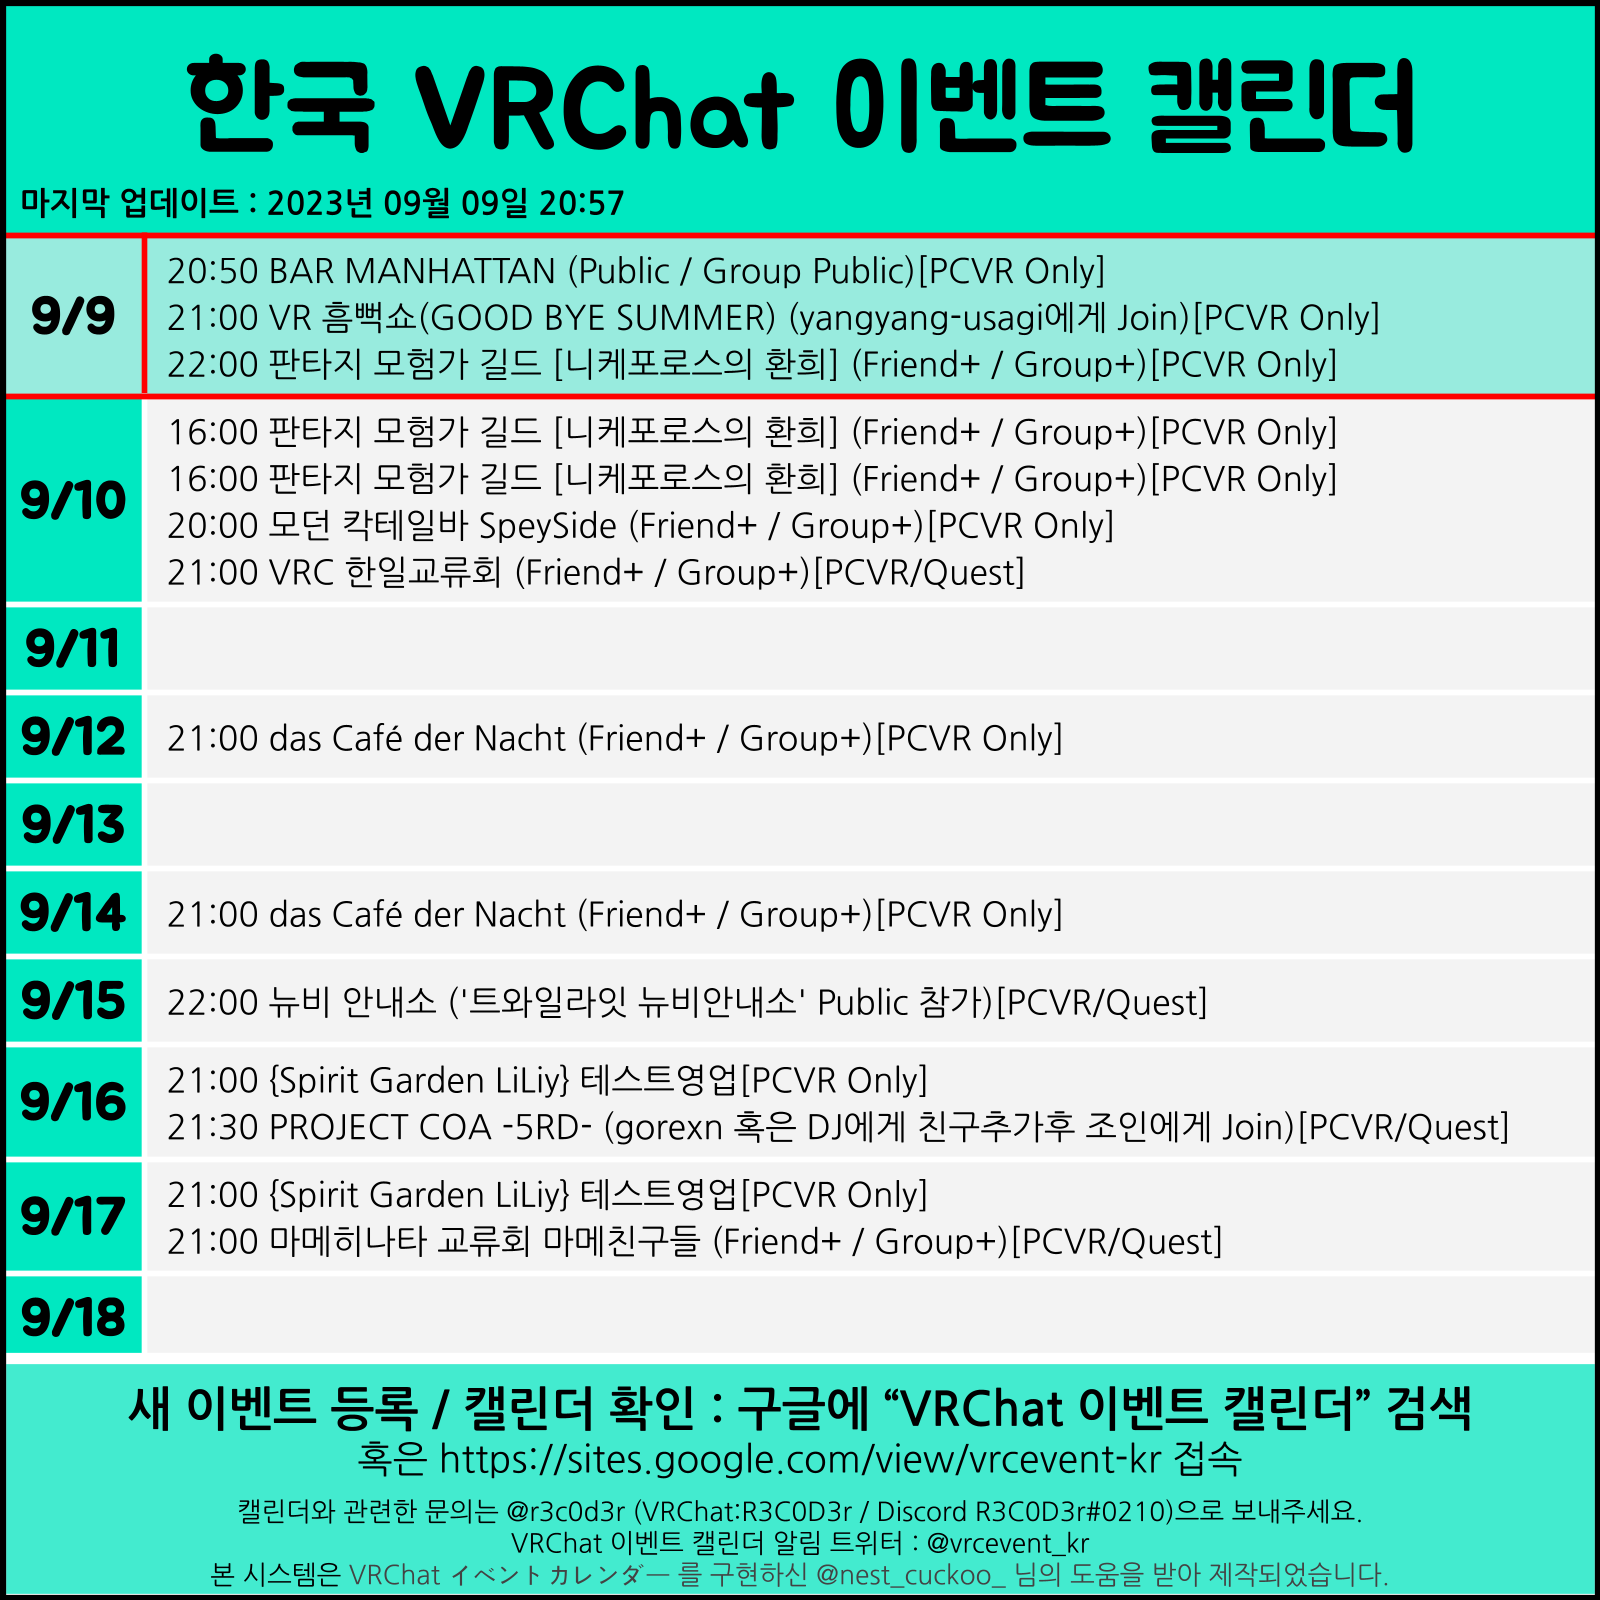 한국 VRChat 이벤트 캘린더
마지막 업데이트 : 2023년 09월 09일 20:57
9/9
20:50 BAR MANHATTAN (Public / Group Public)[PCVR Only]
21:00 VR 흠뻑쇼(GOOD BYE SUMMER) (yangyang-usagi에게 Join)[PCVR Only]
22:00 판타지 모험가 길드 [니케포로스의 환희] (Friend+ / Group+)[PCVR Only]
9/10
16:00 판타지 모험가 길드 [니케포로스의 환희] (Friend+ / Group+)[PCVR Only]
16:00 판타지 모험가 길드 [니케포로스의 환희] (Friend+ / Group+)[PCVR Only]
20:00 모던 칵테일바 SpeySide (Friend+ / Group+)[PCVR Only]
21:00 VRC 한일교류회 (Friend+ / Group+)[PCVR/Quest]
9/11
9/12
21:00 das Café der Nacht (Friend+ / Group+)[PCVR Only]
9/13
9/14
21:00 das Café der Nacht (Friend+ / Group+)[PCVR Only]
9/15
22:00 뉴비 안내소 ('트와일라잇 뉴비안내소' Public 참가)[PCVR/Quest]
9/16
21:00 {Spirit Garden LiLiy} 테스트영업[PCVR Only]
21:30 PROJECT COA -5RD- (gorexn 혹은 DJ에게 친구추가후 조인에게 Join)[PCVR/Quest]
9/17
21:00 {Spirit Garden LiLiy} 테스트영업[PCVR Only]
21:00 마메히나타 교류회 마메친구들 (Friend+ / Group+)[PCVR/Quest]
9/18
새 이벤트 등록 / 캘린더 확인 : 구글에 “VRChat 이벤트 캘린더” 검색
혹은 https://sites.google.com/view/vrcevent-kr 접속
캘린더와 관련한 문의는 @r3c0d3r (VRChat:R3C0D3r / Discord R3C0D3r#0210)으로 보내주세요.
VRChat 이벤트 캘린더 알림 트위터 : @vrcevent_kr
본 시스템은 VRChat イベントカレンダー 를 구현하신 @nest_cuckoo_ 님의 도움을 받아 제작되었습니다.